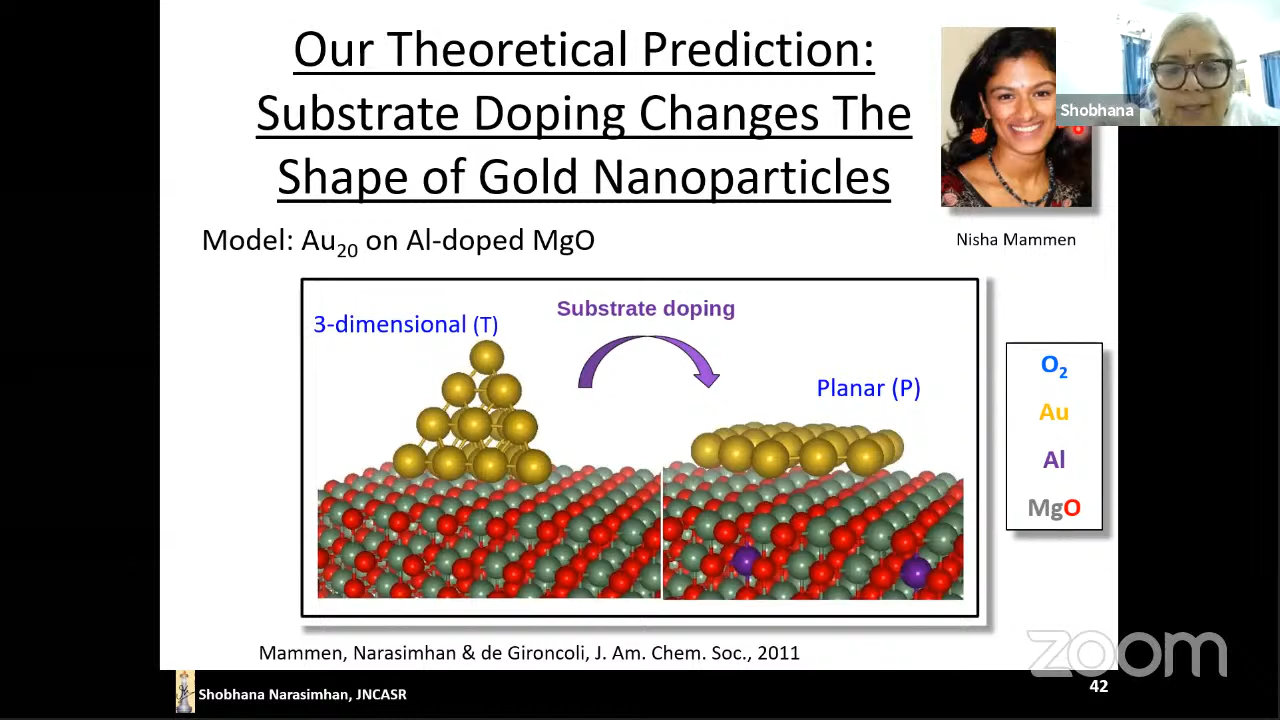 Our Theoretical Prediction:
Substrate Doping Changes The
Shape of Gold Nanoparticles
Shobhana
Nisha Mammen
Model: Au₂₀ on Al-doped MgO
Substrate doping
3-dimensional (T)
Planar (P)
O₂
Au
Al
MgO
Mammen, Narasimhan & de Gironcoli, J. Am. Chem. Soc., 2011
zoom
Shobhana Narasimhan, JNCASR
42